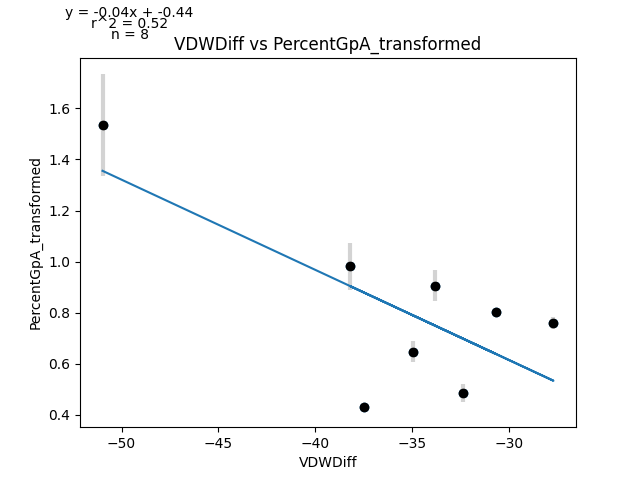 y = -0.04x + -0.44
r^2 = 0.52
n = 8
VDWDiff vs PercentGpA_transformed
PercentGpA_transformed
1.6
1.4
1.2
1.0
0.8
0.6
0.4
−50
−45
−40
−35
−30
VDWDiff